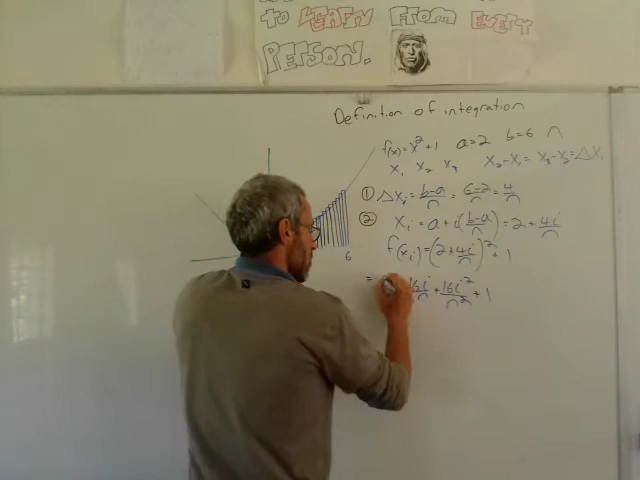 to LEARN FROM EVERY
PERSON.
Definition of integration
f(x)=x²+1 a=2 b=6 n
x₁ x₂ x₃ x₂-x₁= x₃-x₂=Δx
① Δxᵢ=b-a/n=6-2/n=4/n
② xᵢ=a+i(b-a/n)=2+4i/n
f(xᵢ)=(2+4i/n)²+1
= 16i/n+16i²/n²+1
6